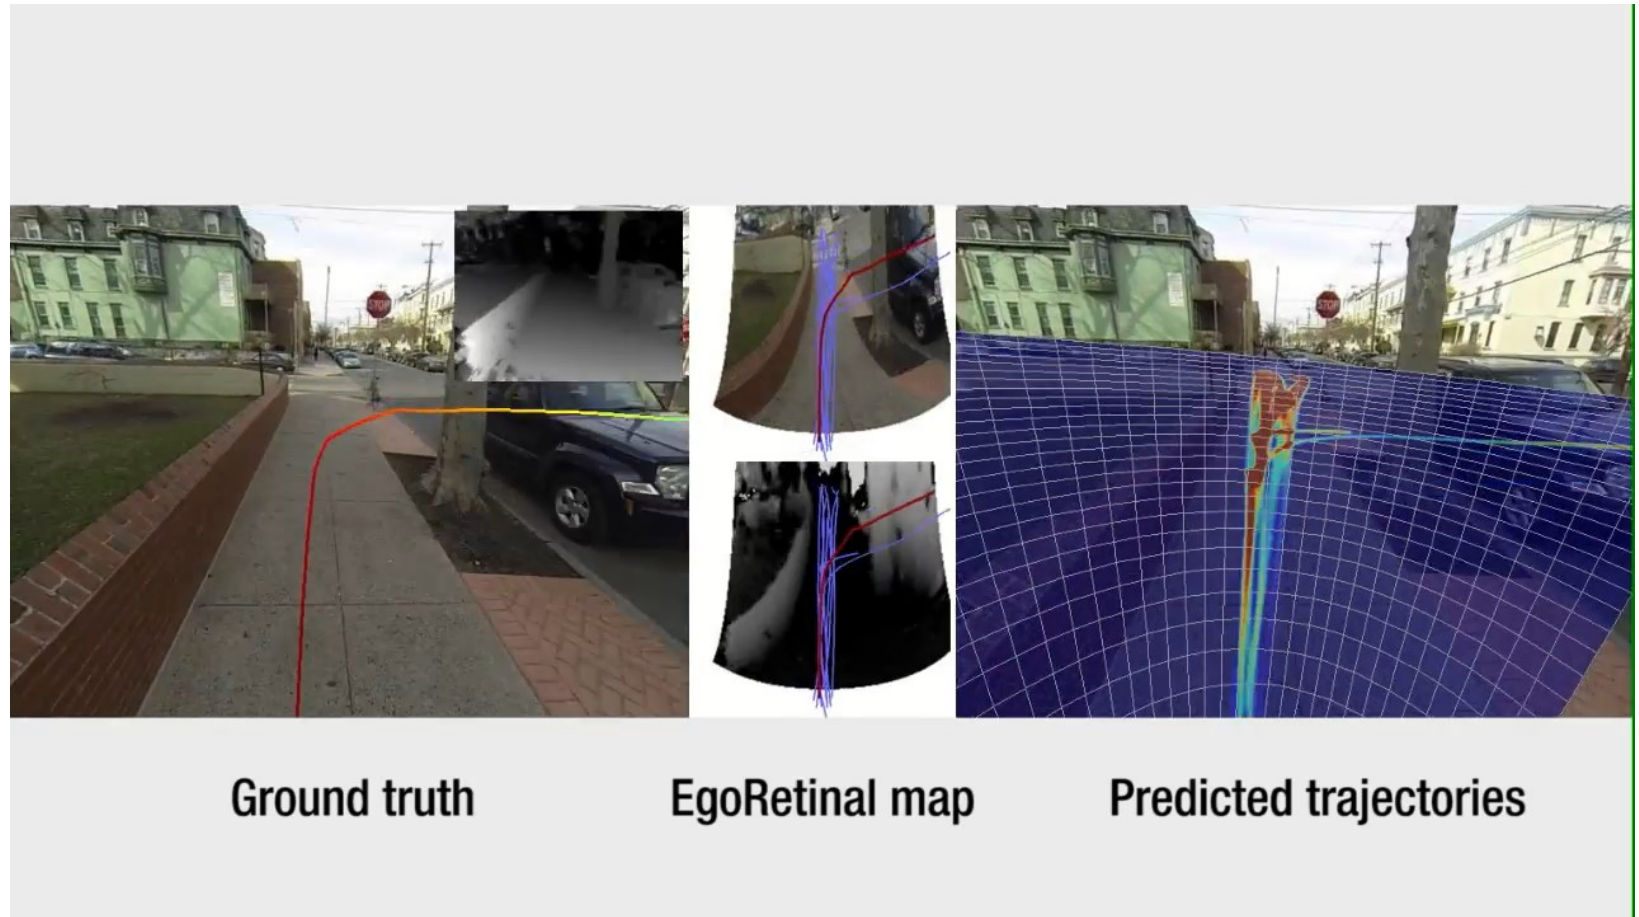 STOP
STOP
Ground truth
EgoRetinal map
Predicted trajectories